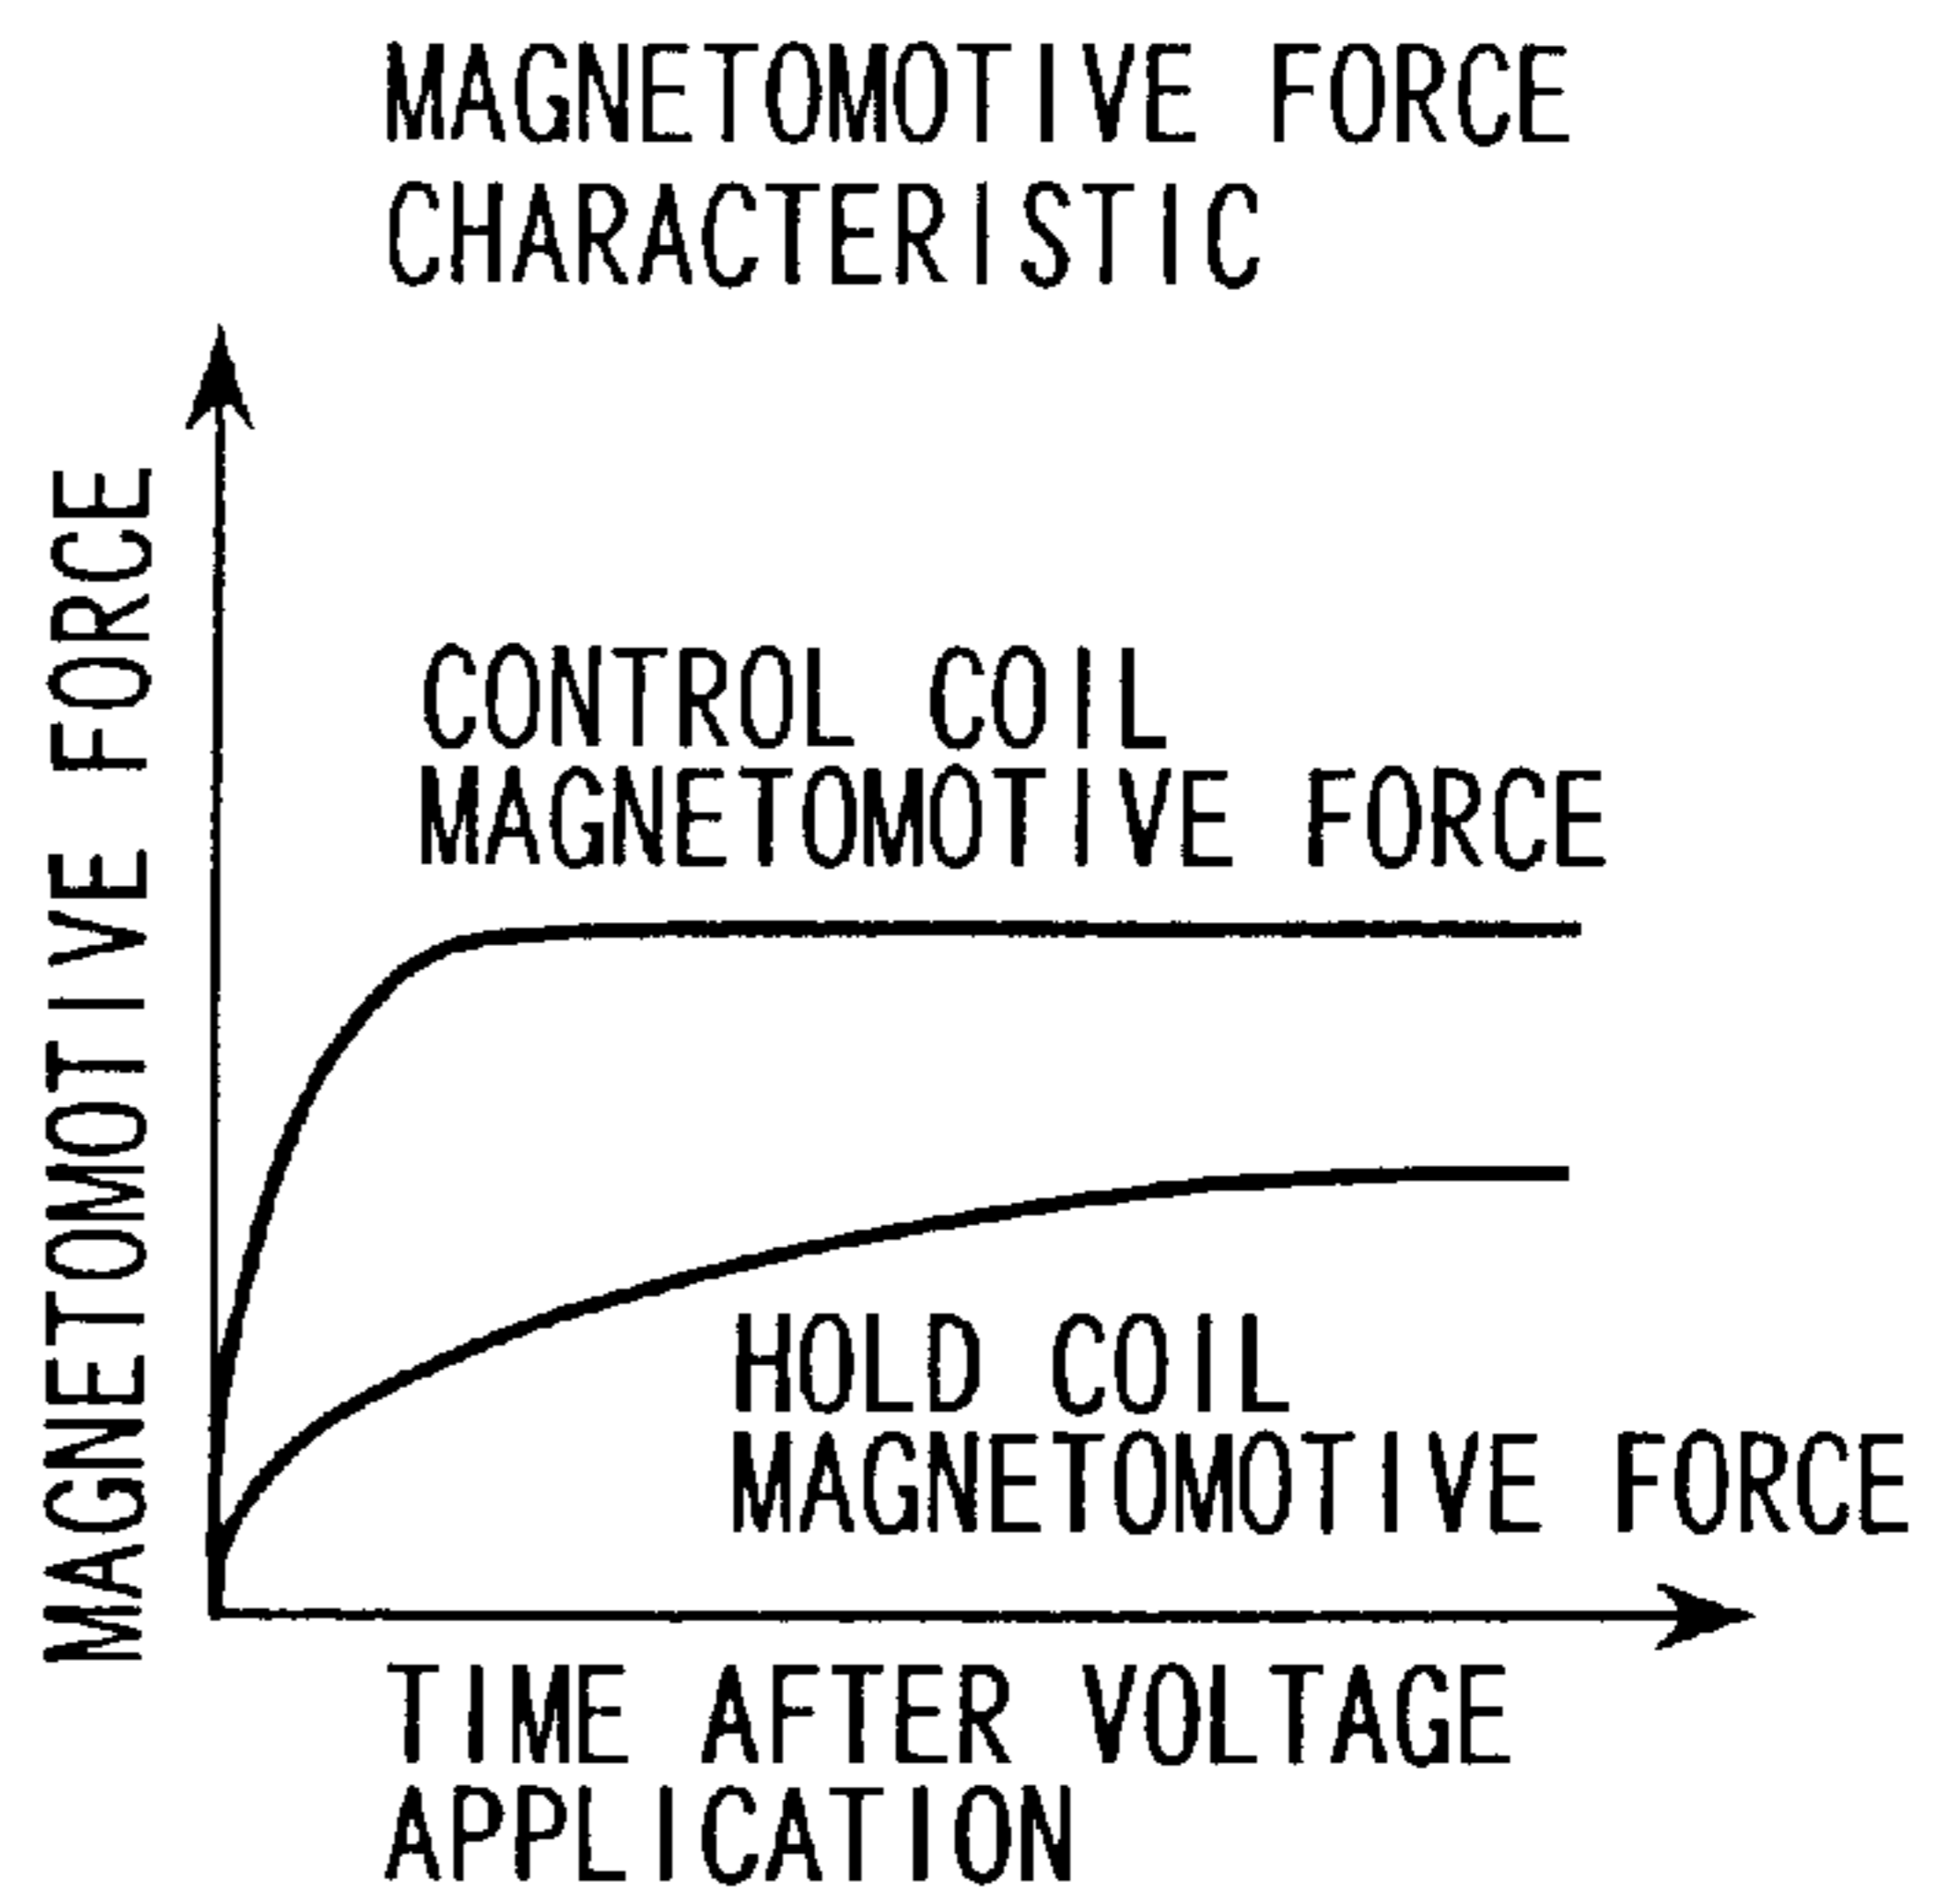 MAGNETOMOTIVE FORCE
CHARACTERISTIC
MAGNETOMOTIVE FORCE
CONTROL COIL
MAGNETOMOTIVE FORCE
HOLD COIL
MAGNETOMOTIVE FORCE
TIME AFTER VOLTAGE
APPLICATION